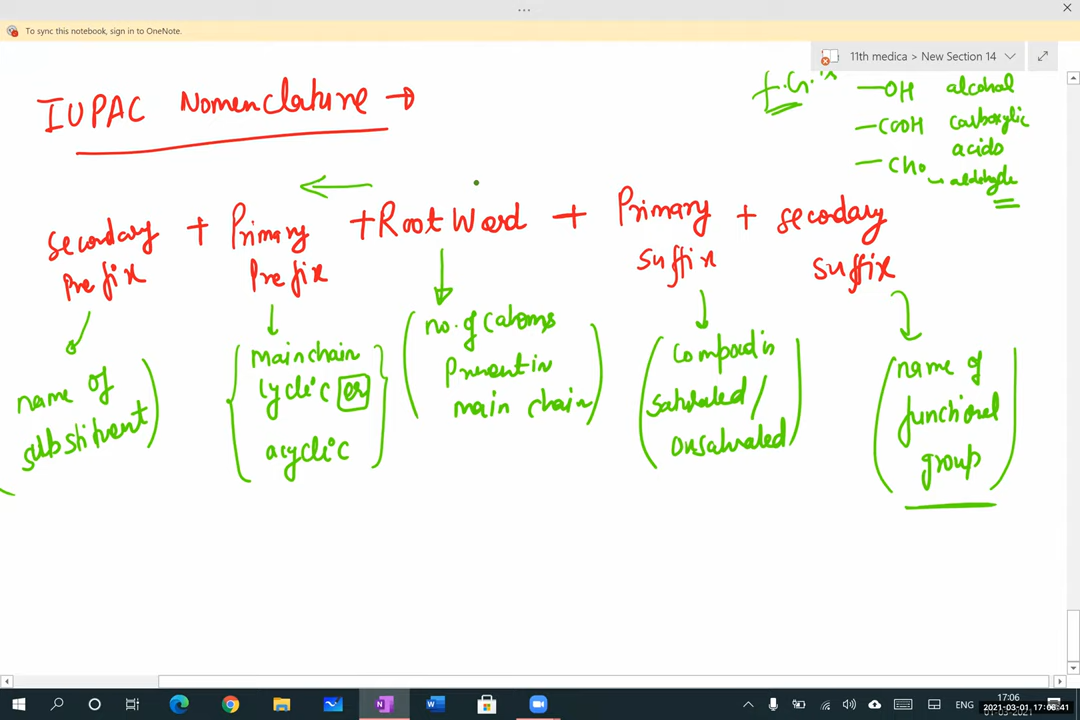 To sync this notebook, sign in to OneNote.
11th medica > New Section 14
IUPAC Nomenclature →
f.G. is
—OH alcohal
—COOH carboxylic acids
—CHO aldehyde
secodary prefix + Primary Prefix + Root Word + Primary suffix + secodary suffix
name of
substituent
main chain
cyclic or
acyclic
no. of C atoms
Present in
main chain
Compound is
saturated /
unsaturated
name of
functional
group
ENG
17:06
2021-03-01 17:06:41